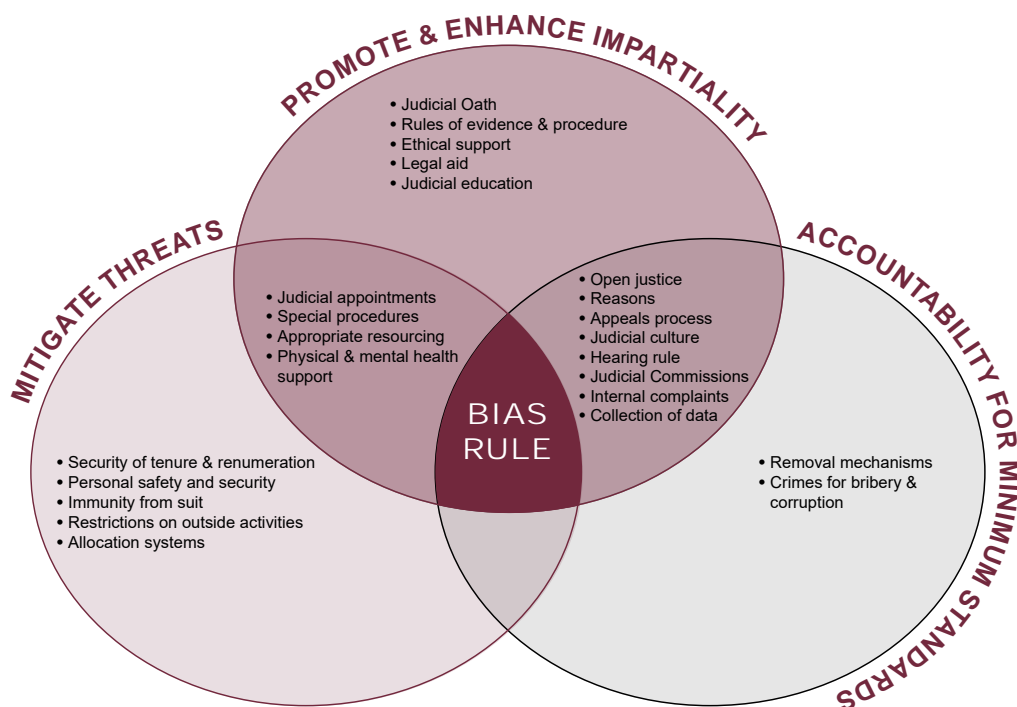 PROMOTE & ENHANCE IMPARTIALITY
• Judicial Oath
• Rules of evidence & procedure
• Ethical support
• Legal aid
• Judicial education
MITIGATE THREATS
ACCOUNTABILITY FOR MINIMUM STANDARDS
• Judicial appointments
• Special procedures
• Appropriate resourcing
• Physical & mental health
support
• Open justice
• Reasons
• Appeals process
• Judicial culture
• Hearing rule
• Judicial Commissions
• Internal complaints
• Collection of data
BIAS
RULE
• Security of tenure & renumeration
• Personal safety and security
• Immunity from suit
• Restrictions on outside activities
• Allocation systems
• Removal mechanisms
• Crimes for bribery &
corruption